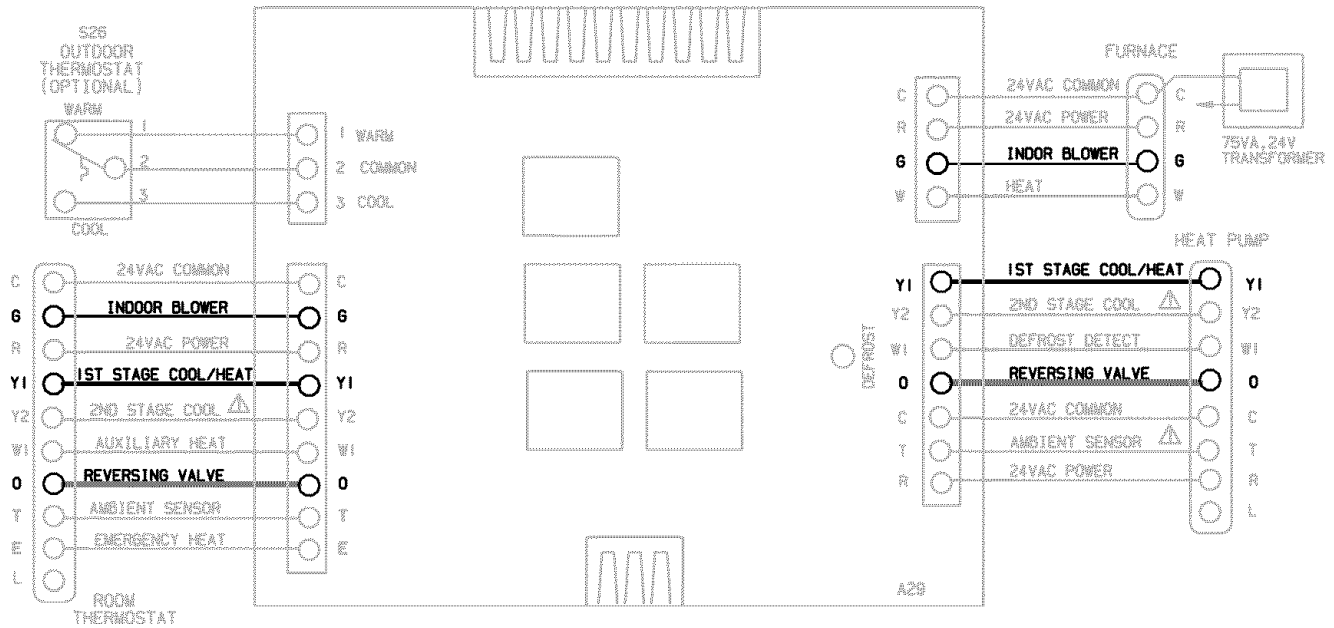 S26
OUTDOOR
THERMOSTAT
(OPTIONAL)
WARM
1
2
3
COOL
1 WARM
2 COMMON
3 COOL
FURNACE
C 24VAC COMMON C
R 24VAC POWER R
G INDOR BLOWER G
W HEAT W
75VA,24V
TRANSFORMER
C 24VAC COMMON C
G INDOOR BLOWER G
R 24VAC POWER R
Y1 1ST STAGE COOL/HEAT Y1
Y2 2ND STAGE COOL Y2
W1 AUXILIARY HEAT W1
O REVERSING VALVE O
T AMBIENT SENSOR T
E EMERGENCY HEAT E
L
ROOM
THERMOSTAT
DEFROST
HEAT PUMP
Y1 1ST STAGE COOL/HEAT Y1
Y2 2ND STAGE COOL Y2
W1 DEFROST DETECT W1
O REVERSING VALVE O
C 24VAC COMMON C
T AMBIENT SENSOR T
R 24VAC POWER R
L
A29